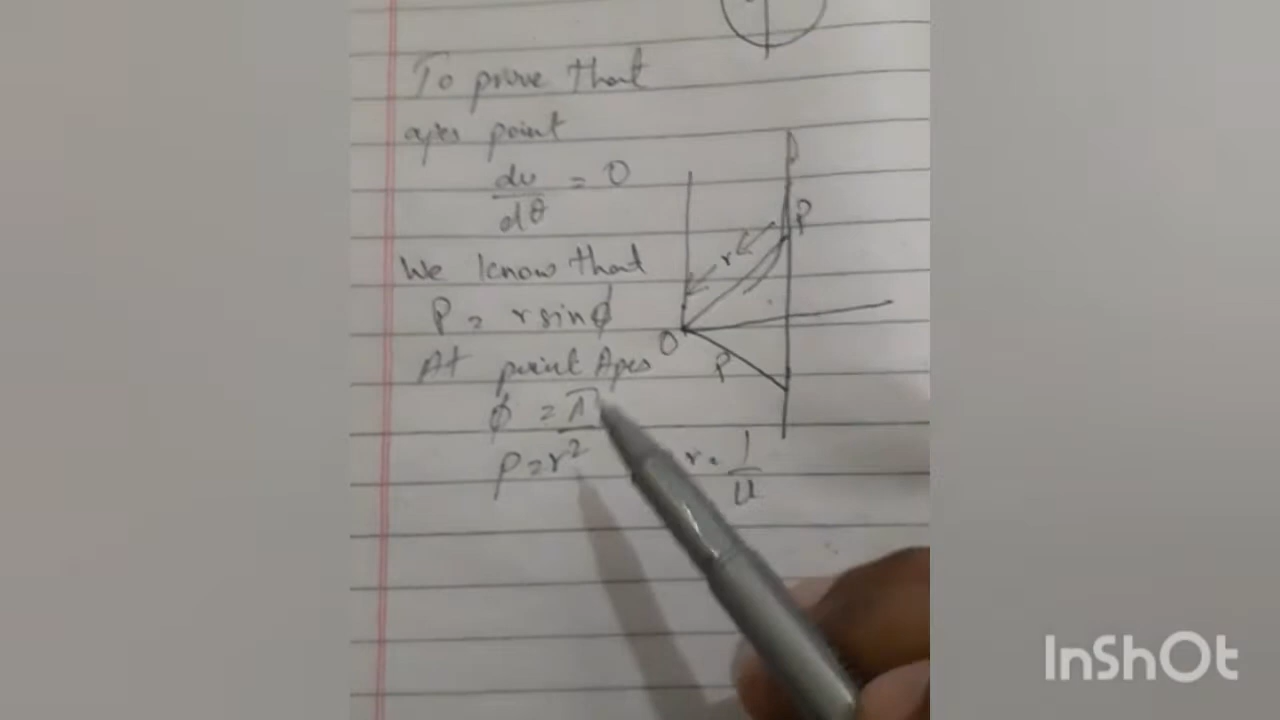 To prove that
apes point
du
dθ
= 0
We know that
P = r sin ϕ
At point Apes
ϕ = π
2
P = r
r = 1
u
P
r
O
P
InShOt